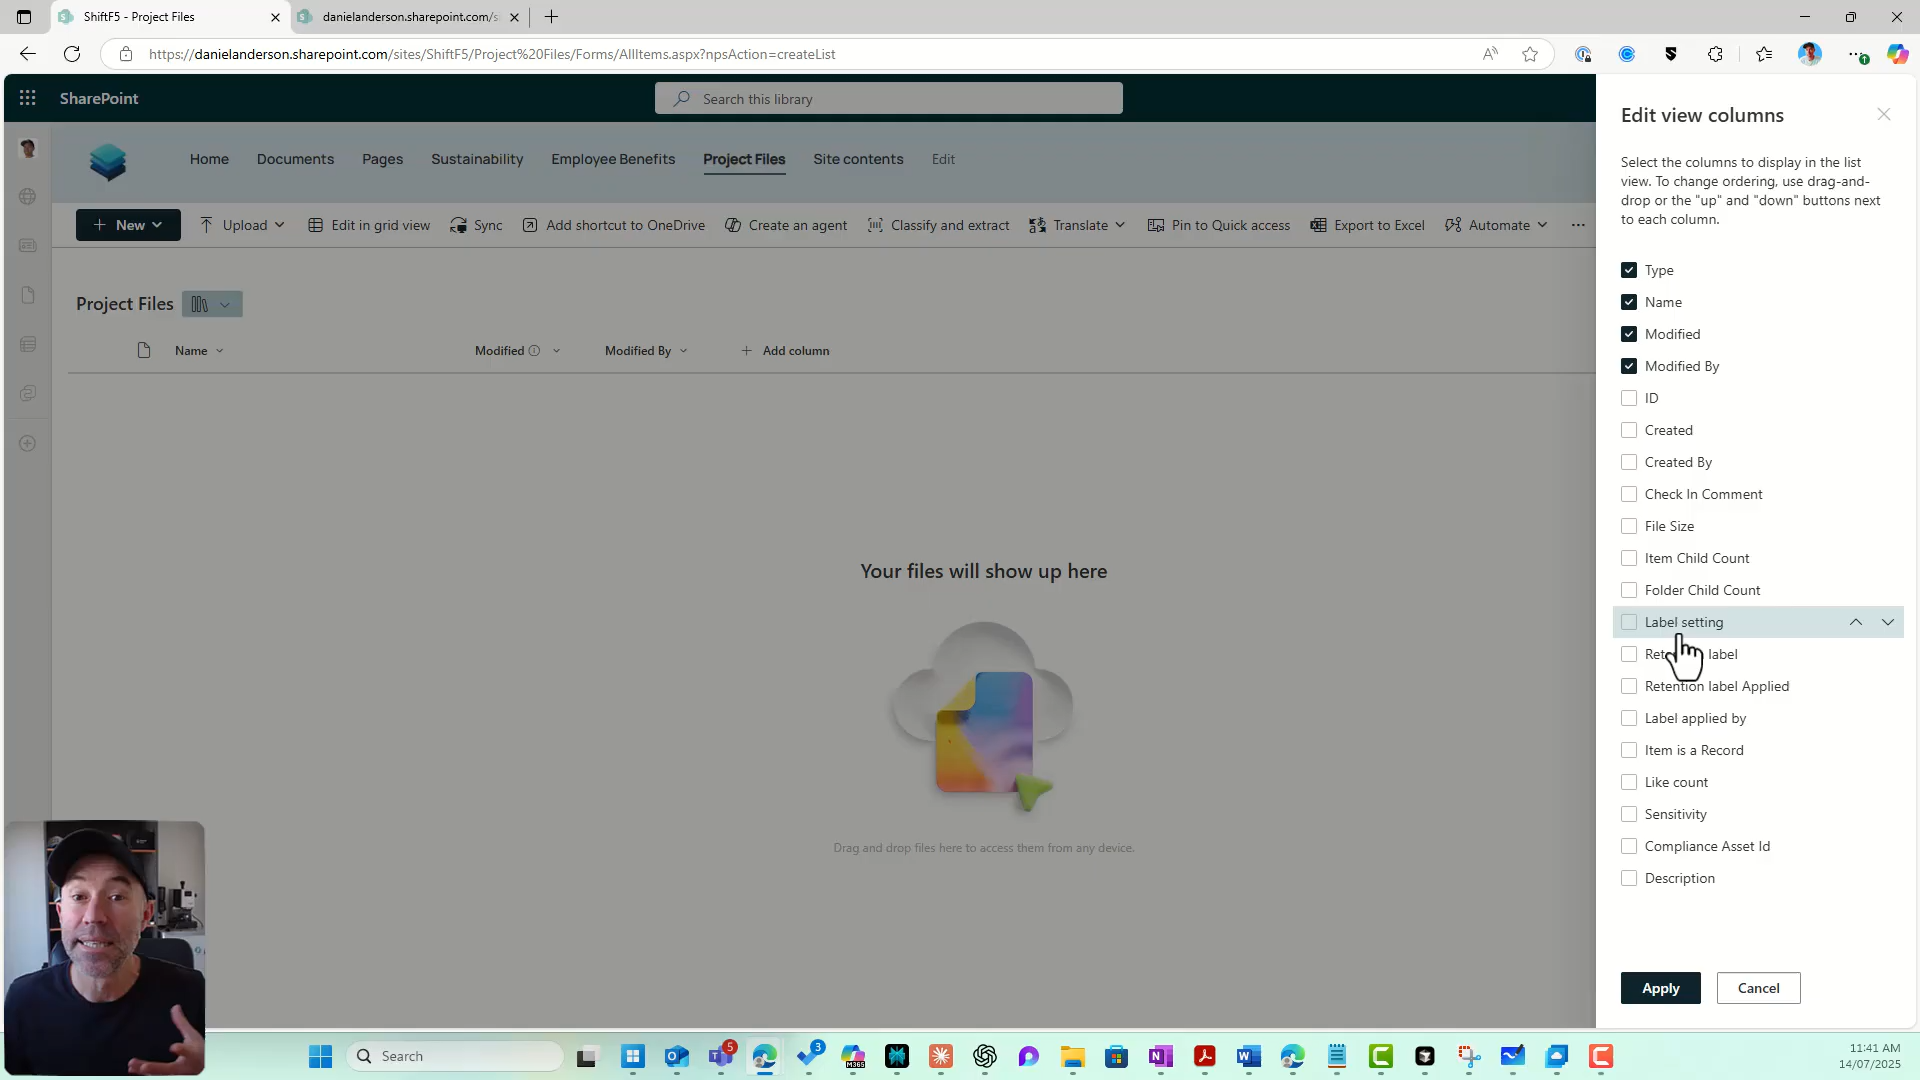 ShiftF5 - Project Files
danielanderson.sharepoint.com/s
https://danielanderson.sharepoint.com/sites/ShiftF5/Project%20Files/Forms/AllItems.aspx?npsAction=createList
SharePoint
Search this library
Home
Documents
Pages
Sustainability
Employee Benefits
Project Files
Site contents
Edit
New
Upload
Edit in grid view
Sync
Add shortcut to OneDrive
Create an agent
Classify and extract
Translate
Pin to Quick access
Export to Excel
Automate
Project Files
Name
Modified
Modified By
Add column
Your files will show up here
Drag and drop files here to access them from any device.
Edit view columns
Select the columns to display in the list
view. To change ordering, use drag-and-
drop or the "up" and "down" buttons next
to each column.
Type
Name
Modified
Modified By
ID
Created
Created By
Check In Comment
File Size
Item Child Count
Folder Child Count
Label setting
label
Retention label Applied
Label applied by
Item is a Record
Like count
Sensitivity
Compliance Asset Id
Description
Apply
Cancel
Search
5
3
M365
11:41 AM
14/07/2025